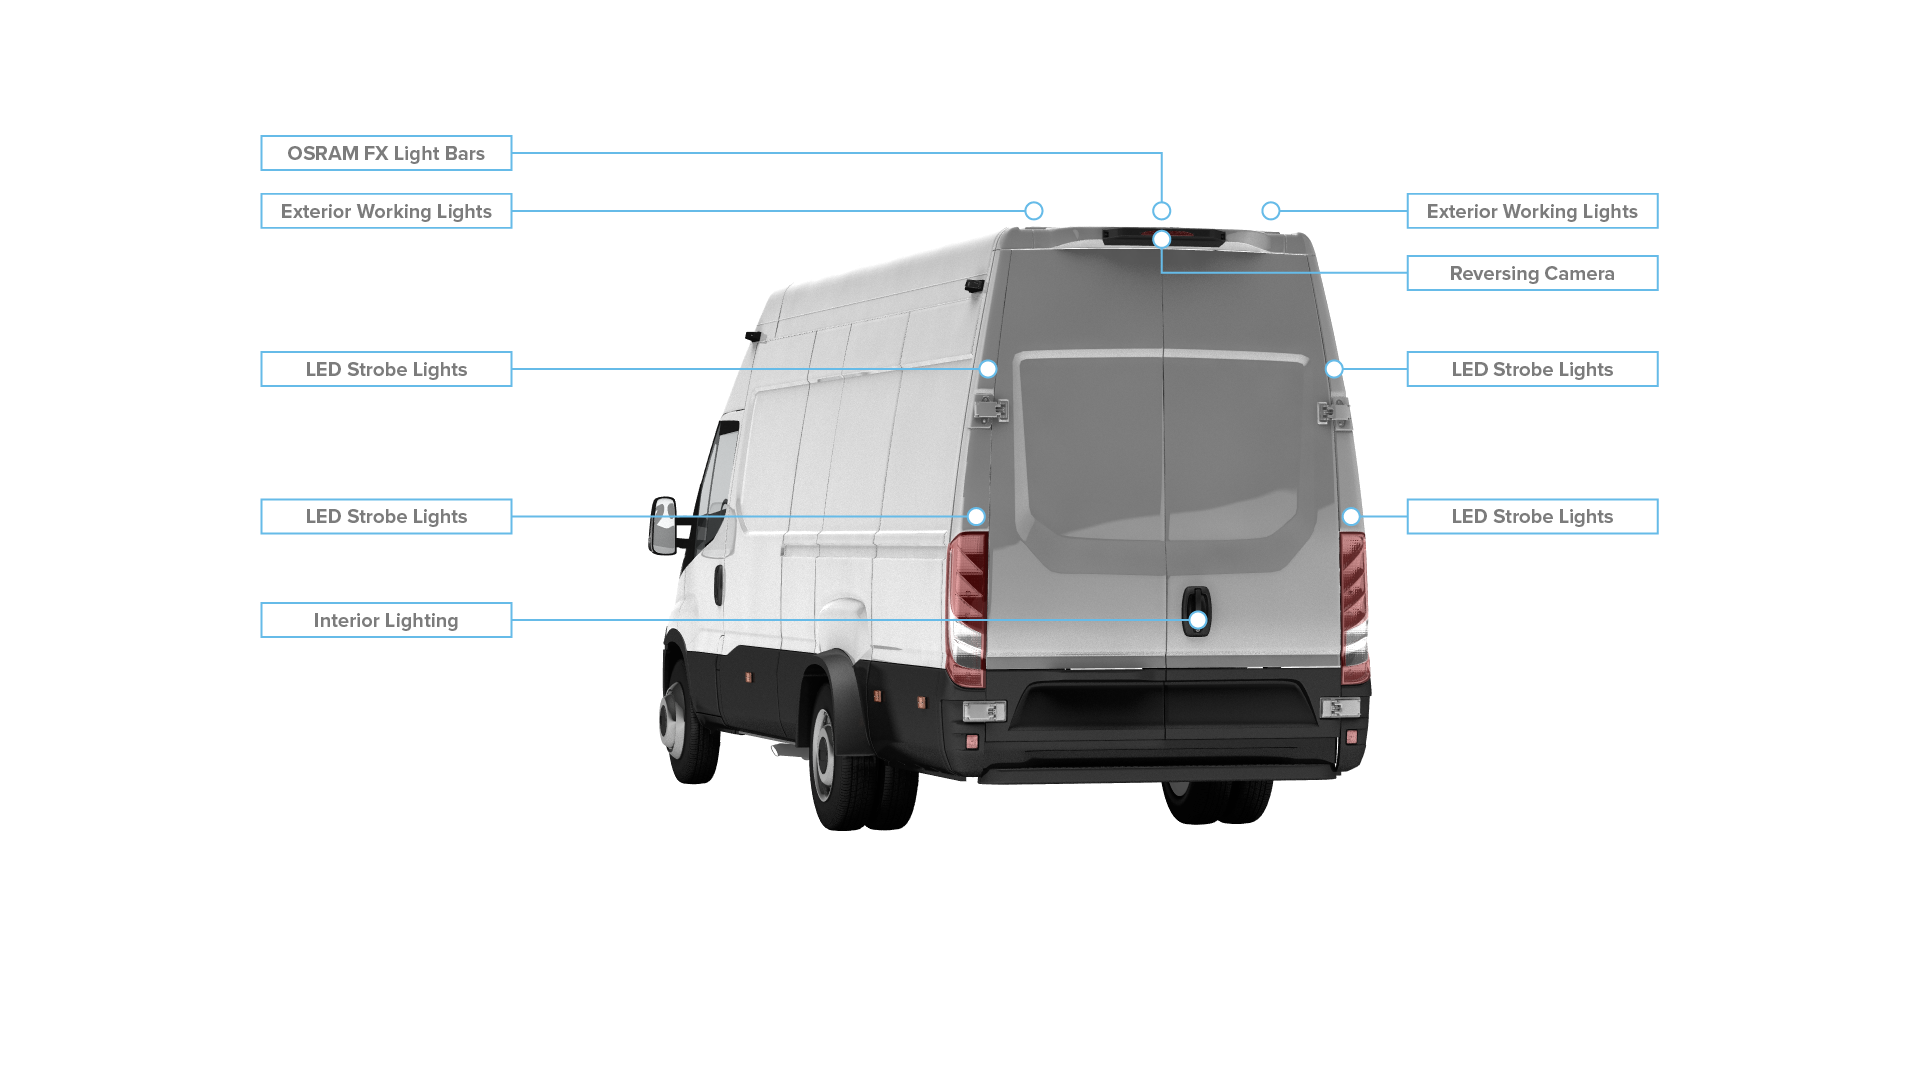 OSRAM FX Light Bars
Exterior Working Lights
Exterior Working Lights
Reversing Camera
LED Strobe Lights
LED Strobe Lights
LED Strobe Lights
LED Strobe Lights
Interior Lighting